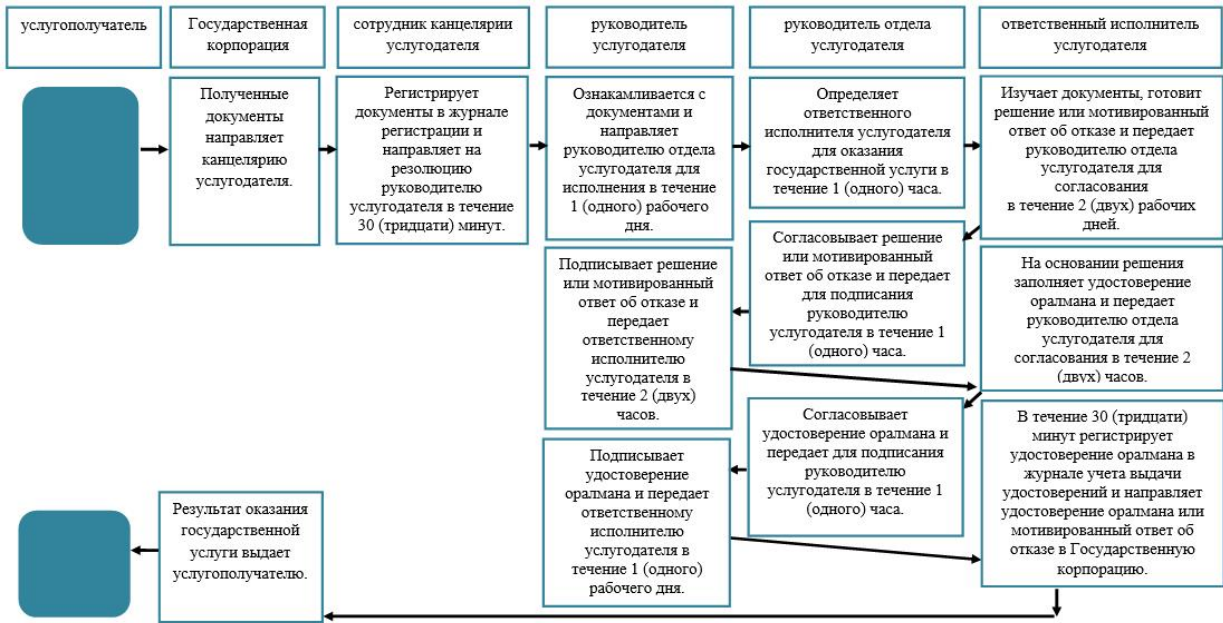 услугополучатель
Государственная
корпорация
сотрудник канцелярии
услугодателя
руководитель
услугодателя
руководитель отдела
услугодателя
ответственный исполнитель
услугодателя
Полученные
документы
направляет
канцелярию
услугодателя.
Регистрирует
документы в журнале
регистрации и
направляет на
резолюцию
руководителю
услугодателя в течение
30 (тридцати) минут.
Ознакамливается с
документами и
направляет
руководителю отдела
услугодателя для
исполнения в течение
1 (одного) рабочего
дня.
Определяет
ответственного
исполнителя услугодателя
для оказания
государственной услуги в
течение 1 (одного) часа.
Изучает документы, готовит
решение или мотивированный
ответ об отказе и передает
руководителю отдела
услугодателя для
согласования
в течение 2 (двух) рабочих
дней.
Согласовывает решение
или мотивированный
ответ об отказе и передает
для подписания
руководителю
услугодателя в течение 1
(одного) часа.
Подписывает решение
или мотивированный
ответ об отказе и
передает
ответственному
исполнителю
услугодателя в
течение 2 (двух)
часов.
На основании решения
заполняет удостоверение
оралмана и передает
руководителю отдела
услугодателя для
согласования в течение 2
(двух) часов.
Согласовывает
удостоверение оралмана и
передает для подписания
руководителю
услугодателя в течение 1
(одного) часа.
Подписывает
удостоверение
оралмана и передает
ответственному
исполнителю
услугодателя в
течение 1 (одного)
рабочего дня.
В течение 30 (тридцати)
минут регистрирует
удостоверение оралмана в
журнале учета выдачи
удостоверений и направляет
удостоверение оралмана или
мотивированный ответ об
отказе в Государственную
корпорацию.
Результат оказания
государственной
услуги выдает
услугополучателю.